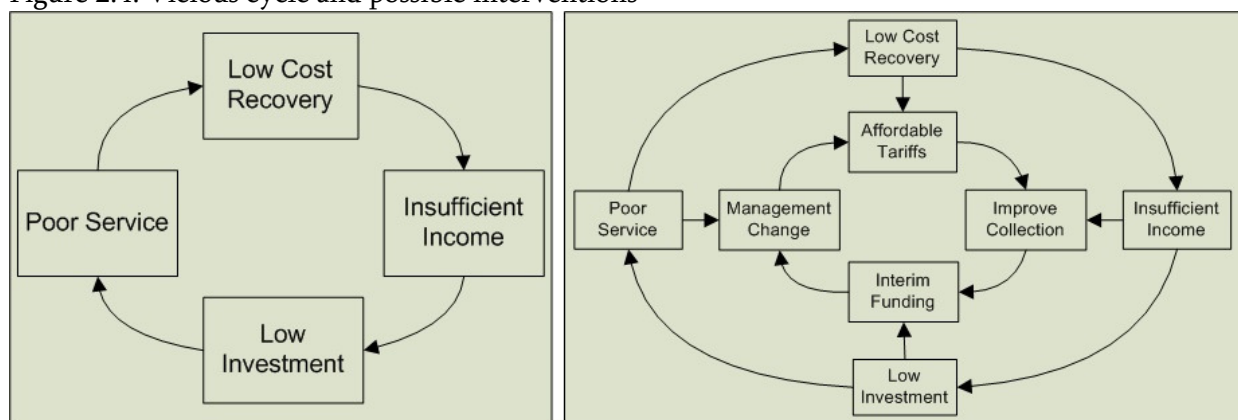 Figure 2.4: Vicious cycle and possible interventions
Low Cost
Recovery
Poor Service
Insufficient
Income
Low
Investment
Low Cost
Recovery
Affordable
Tariffs
Poor
Service
Management
Change
Improve
Collection
Insufficient
Income
Interim
Funding
Low
Investment